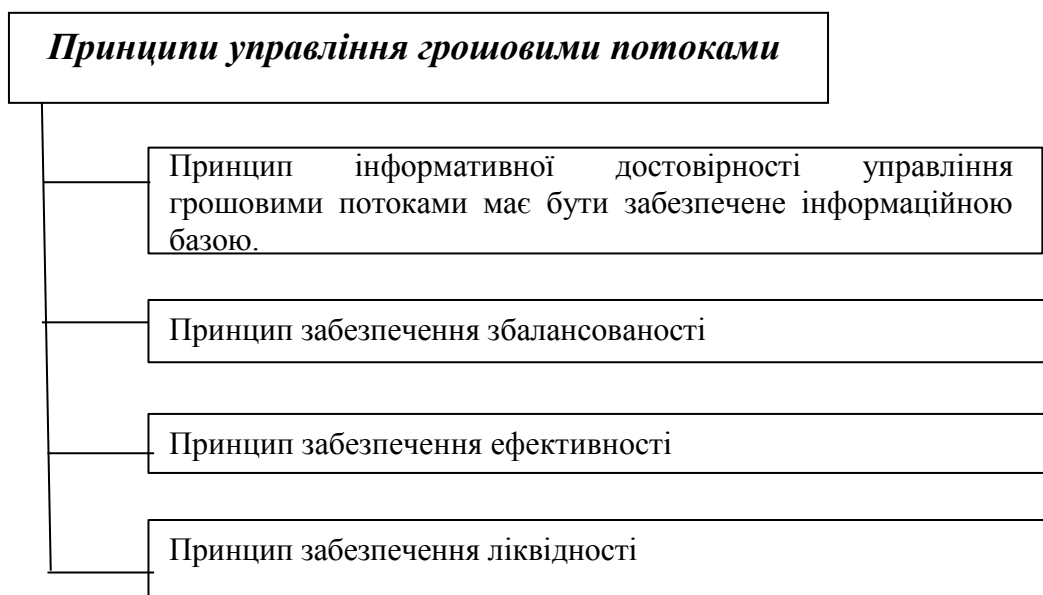 Принципи управління грошовими потоками
Принцип інформативної достовірності управління
грошовими потоками має бути забезпечене інформаційною
базою.
Принцип забезпечення збалансованості
Принцип забезпечення ефективності
Принцип забезпечення ліквідності